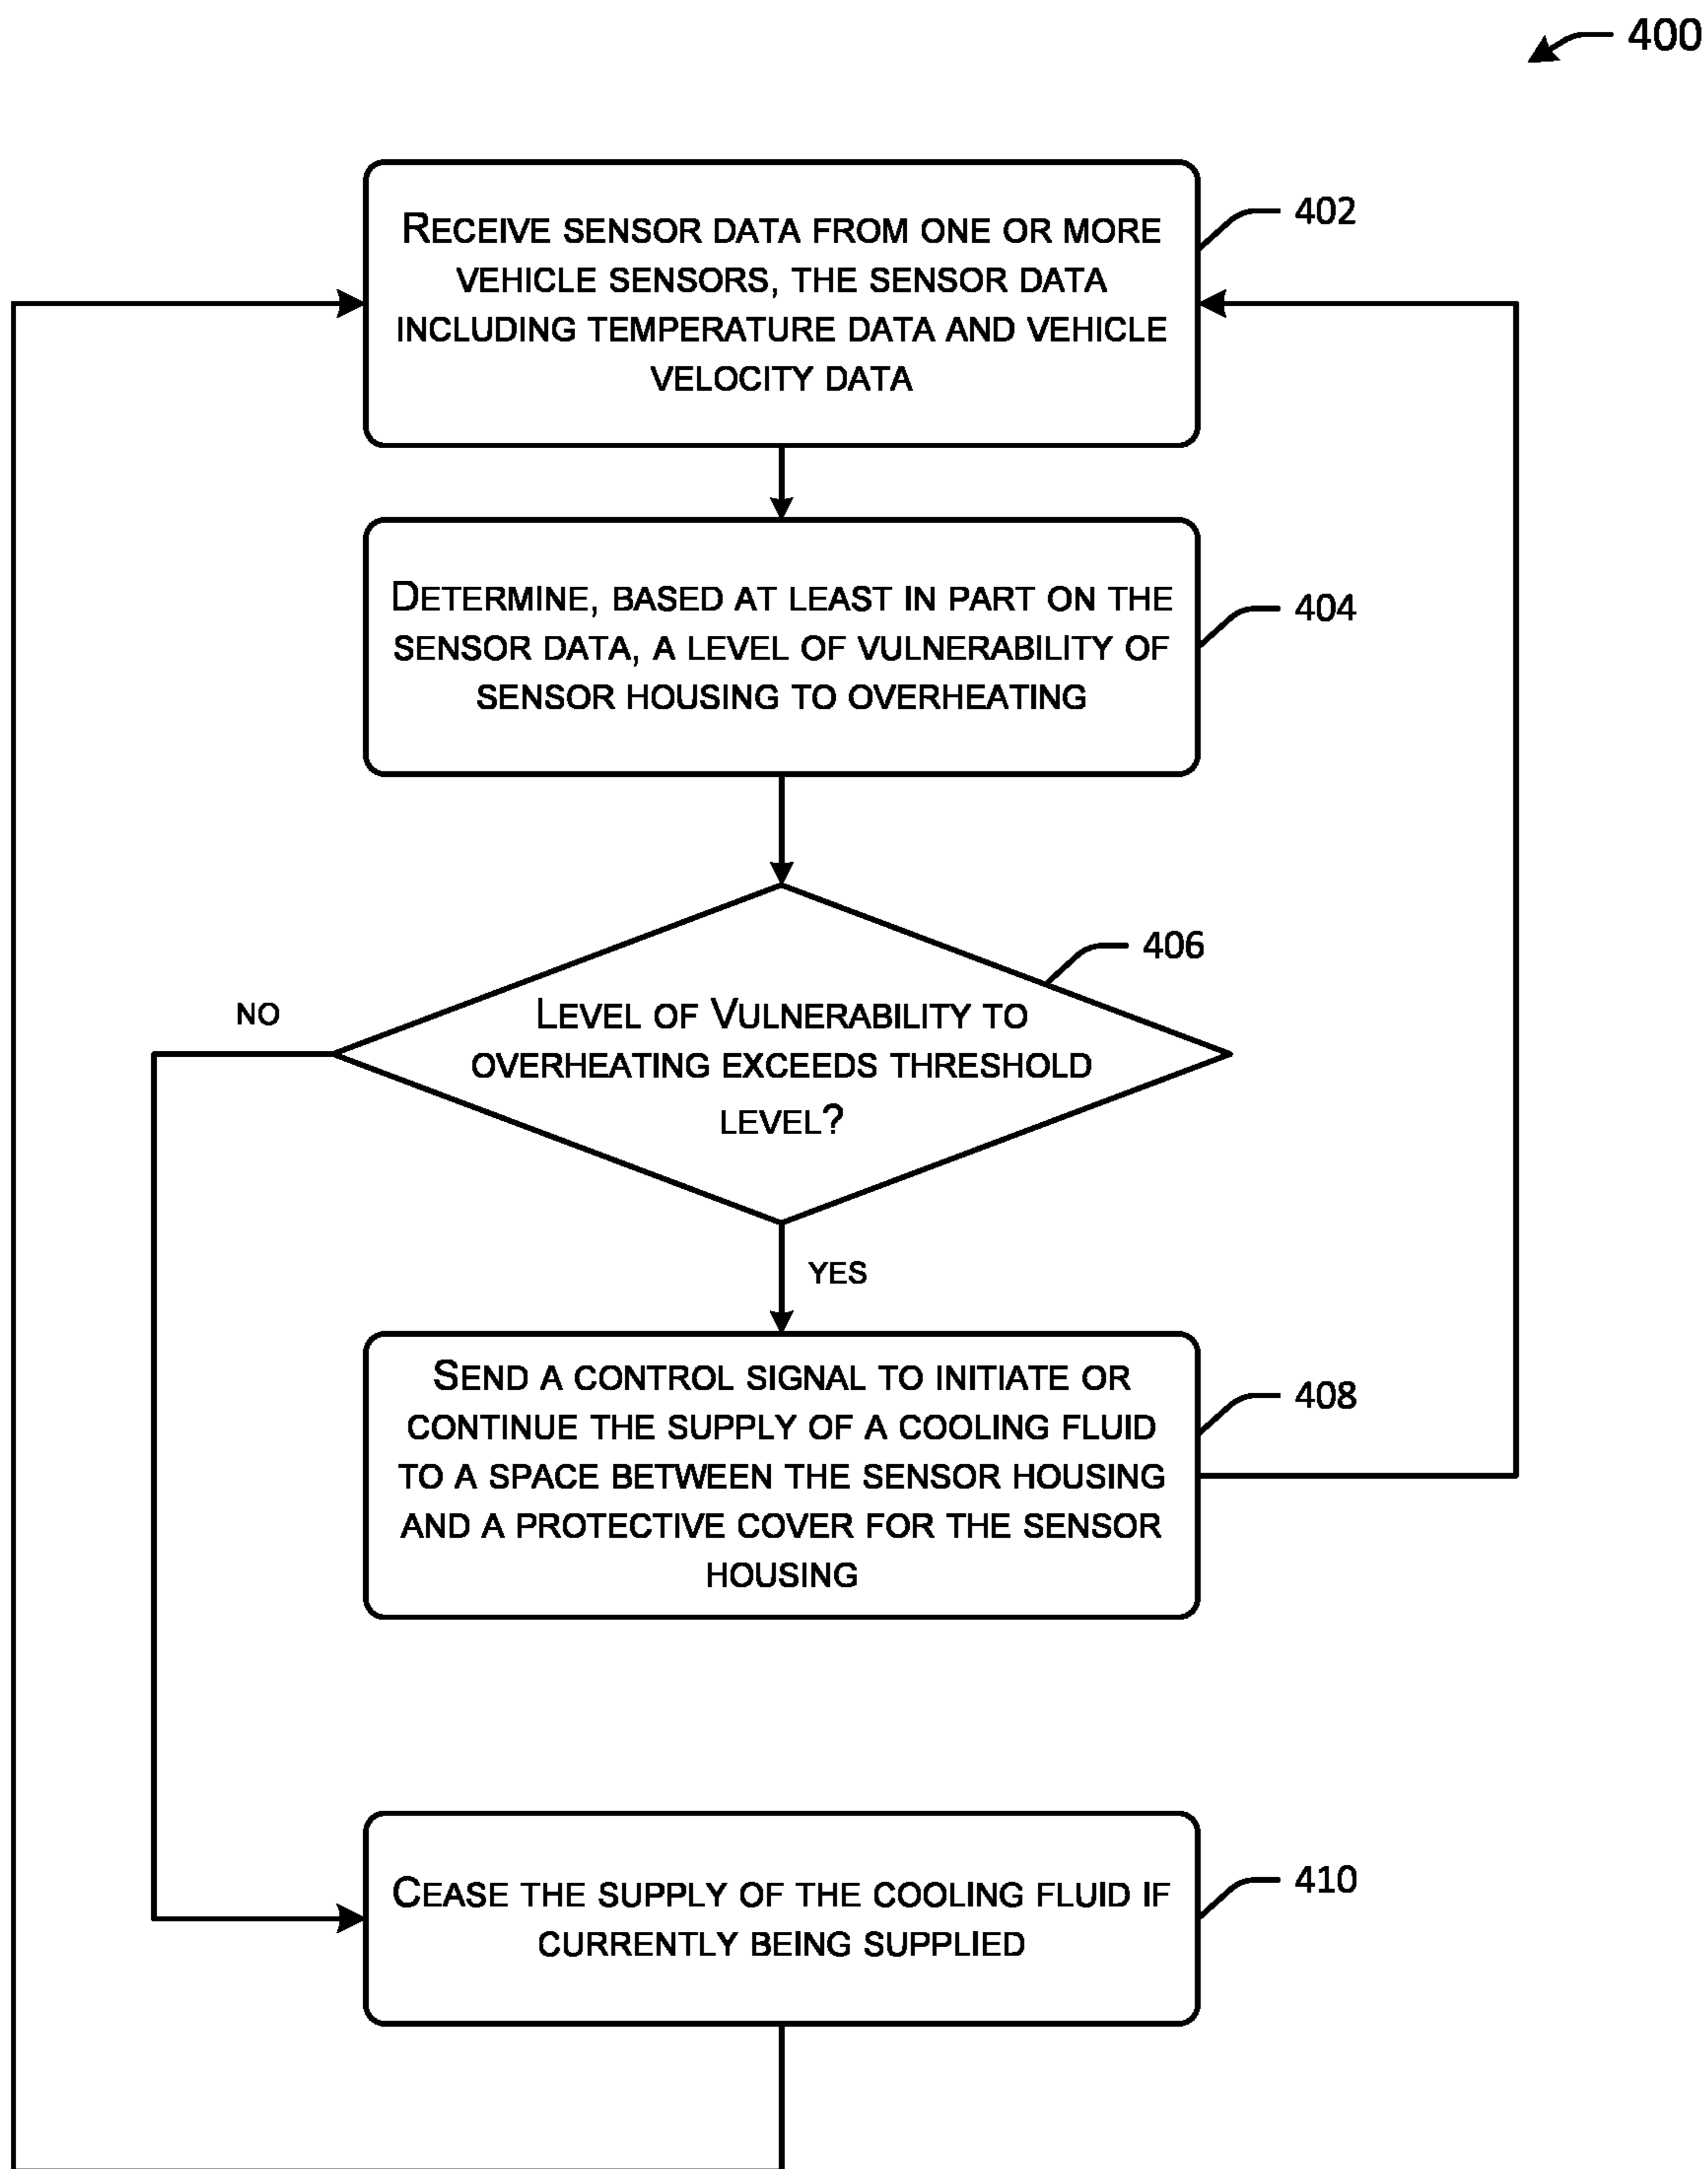 400
RECEIVE SENSOR DATA FROM ONE OR MORE
VEHICLE SENSORS, THE SENSOR DATA
INCLUDING TEMPERATURE DATA AND VEHICLE
VELOCITY DATA
402
DETERMINE, BASED AT LEAST IN PART ON THE
SENSOR DATA, A LEVEL OF VULNERABILITY OF
SENSOR HOUSING TO OVERHEATING
404
406
NO
LEVEL OF VULNERABILITY TO
OVERHEATING EXCEEDS THRESHOLD
LEVEL?
YES
SEND A CONTROL SIGNAL TO INITIATE OR
CONTINUE THE SUPPLY OF A COOLING FLUID
TO A SPACE BETWEEN THE SENSOR HOUSING
AND A PROTECTIVE COVER FOR THE SENSOR
HOUSING
408
CEASE THE SUPPLY OF THE COOLING FLUID IF
CURRENTLY BEING SUPPLIED
410